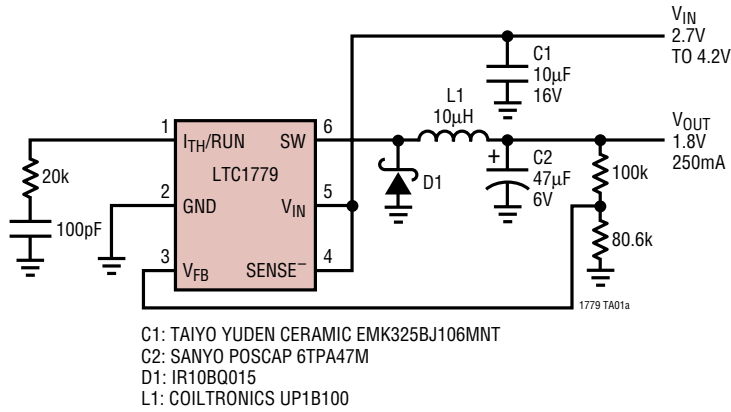 V_IN
2.7V
TO 4.2V
C1
10µF
16V
L1
10µH
V_OUT
1.8V
250mA
1
I_TH/RUN
SW
6
LTC1779
20k
100pF
2
GND
V_IN
5
3
V_FB
SENSE⁻
4
D1
+
C2
47µF
6V
100k
80.6k
1779 TA01a
C1: TAIYO YUDEN CERAMIC EMK325BJ106MNT
C2: SANYO POSCAP 6TPA47M
D1: IR10BQ015
L1: COILTRONICS UP1B100